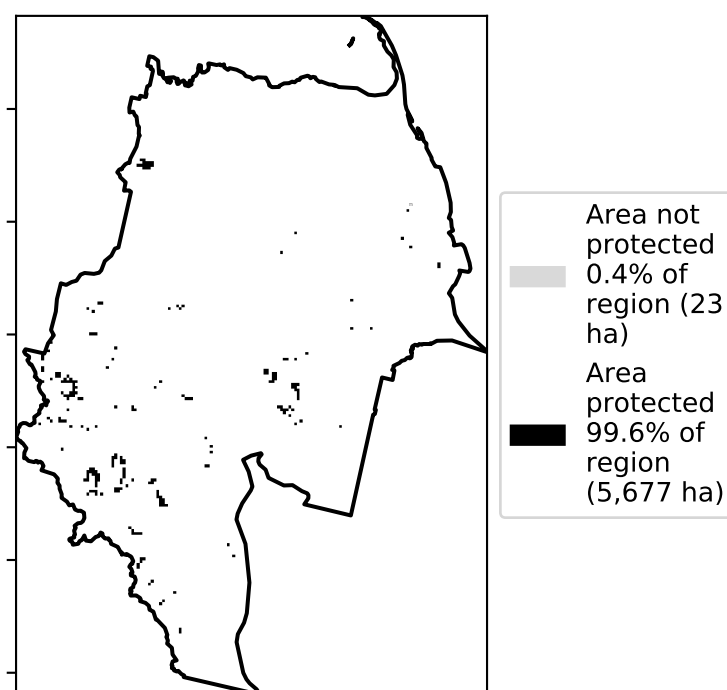 Area not
protected
0.4% of
region (23
ha)
Area
protected
99.6% of
region
(5,677 ha)